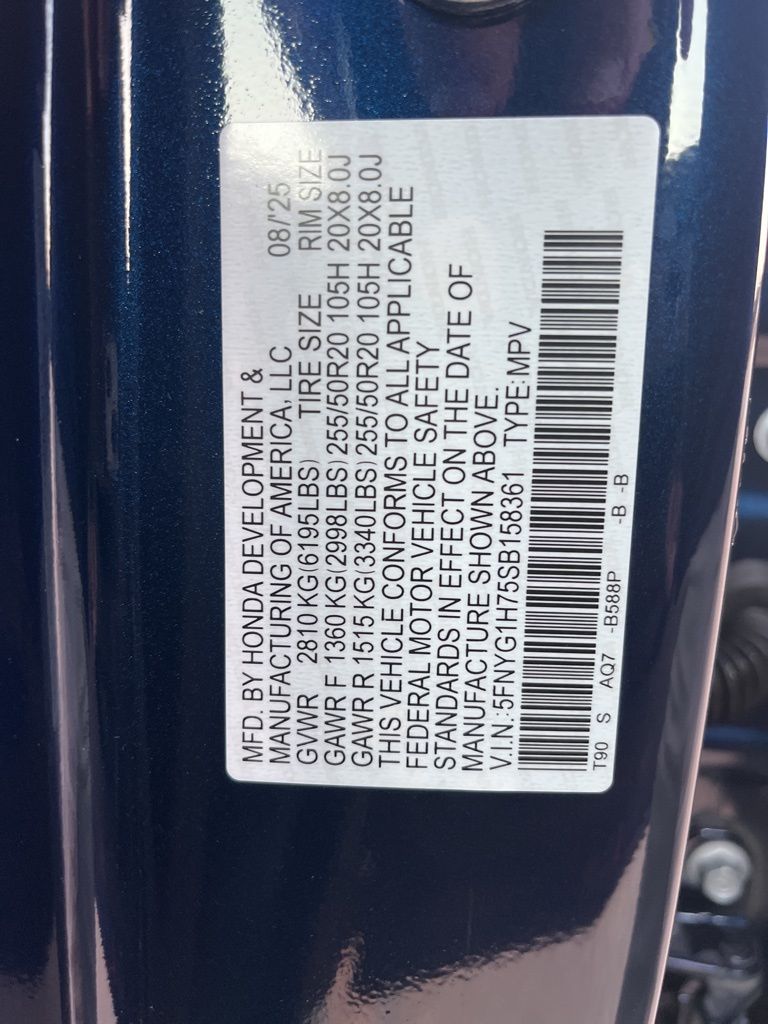 MFD. BY HONDA DEVELOPMENT &
MANUFACTURING OF AMERICA, LLC 08/'25
GVWR 2810 KG(6195LBS) TIRE SIZE RIM SIZE
GAWR F 1360 KG(2998LBS) 255/50R20 105H 20X8.0J
GAWR R 1515 KG(3340LBS) 255/50R20 105H 20X8.0J
THIS VEHICLE CONFORMS TO ALL APPLICABLE
FEDERAL MOTOR VEHICLE SAFETY
STANDARDS IN EFFECT ON THE DATE OF
MANUFACTURE SHOWN ABOVE.
V.I.N.:5FNYG1H75SB158361 TYPE:MPV
T90 S AQ7 -B588P -B -B